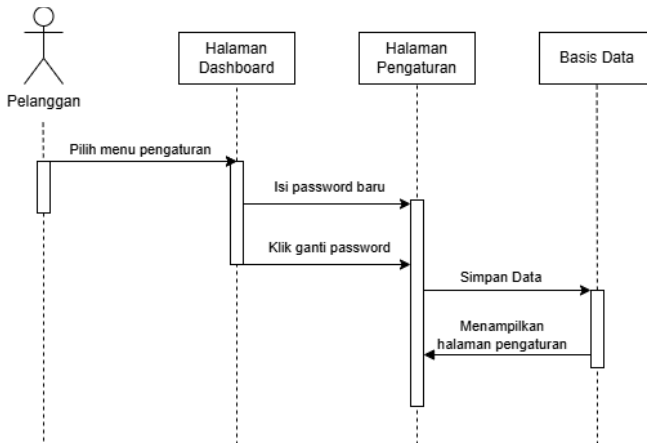 Halaman
Dashboard
Halaman
Pengaturan
Basis Data
Pelanggan
Pilih menu pengaturan
Isi password baru
Klik ganti password
Simpan Data
Menampilkan
halaman pengaturan